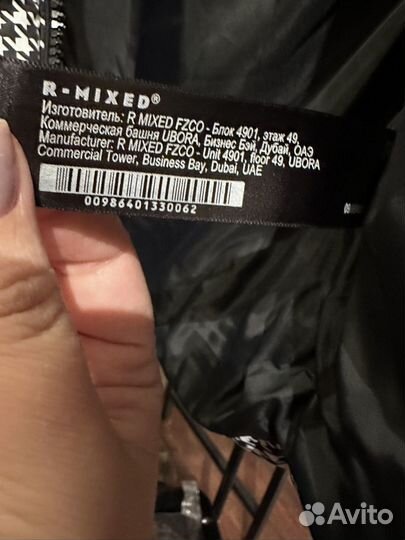 R-MIXED®
Изготовитель: R MIXED FZCO - Блок 4901, этаж 49,
Коммерческая башня UBORA, Бизнес Бэй, Дубай, ОАЭ
Manufacturer: R MIXED FZCO - Unit 4901, floor 49, UBORA
Commercial Tower, Business Bay, Dubai, UAE
00986401330062
Avito